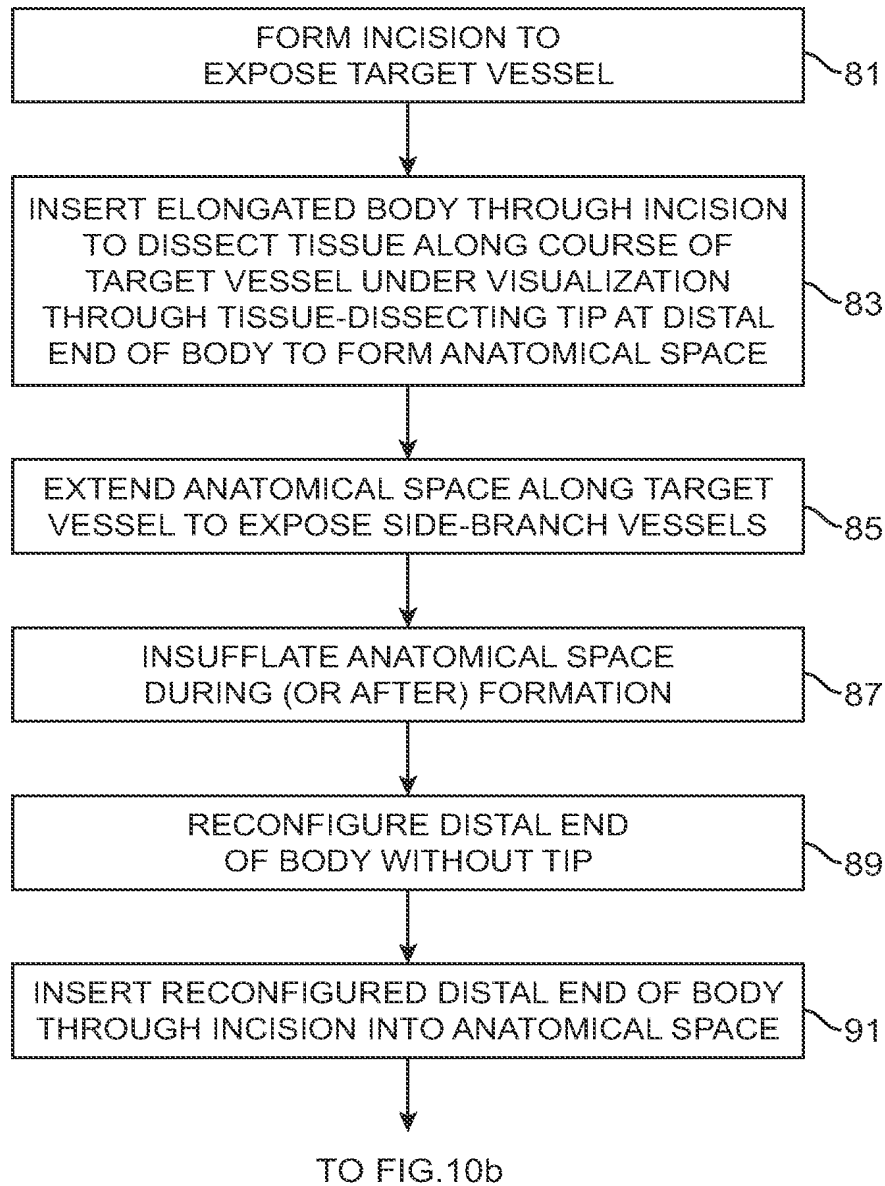 FORM INCISION TO
EXPOSE TARGET VESSEL
81
INSERT ELONGATED BODY THROUGH INCISION
TO DISSECT TISSUE ALONG COURSE OF
TARGET VESSEL UNDER VISUALIZATION
THROUGH TISSUE-DISSECTING TIP AT DISTAL
END OF BODY TO FORM ANATOMICAL SPACE
83
EXTEND ANATOMICAL SPACE ALONG TARGET
VESSEL TO EXPOSE SIDE-BRANCH VESSELS
85
INSUFFLATE ANATOMICAL SPACE
DURING (OR AFTER) FORMATION
87
RECONFIGURE DISTAL END
OF BODY WITHOUT TIP
89
INSERT RECONFIGURED DISTAL END OF BODY
THROUGH INCISION INTO ANATOMICAL SPACE
91
TO FIG.10b